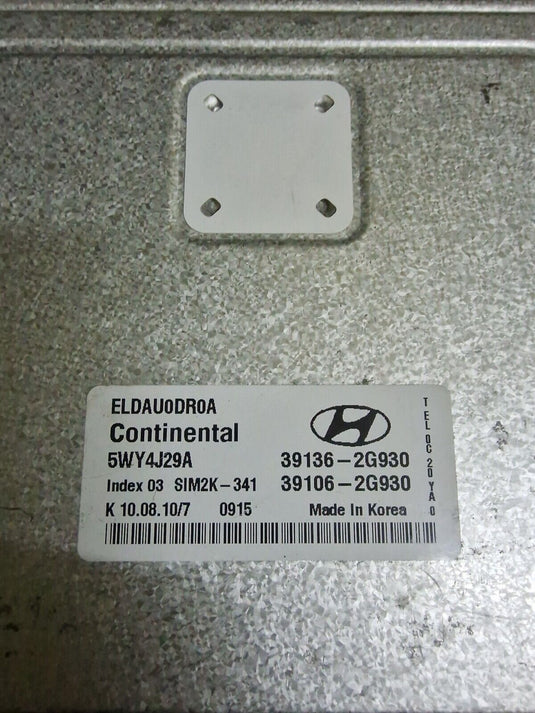 ELDAU0DR0A
Continental
5WY4J29A 39136-2G930
Index 03 SIM2K-341 39106-2G930
K 10.08.10/7 0915 Made In Korea
TEL QC 20 YA 0